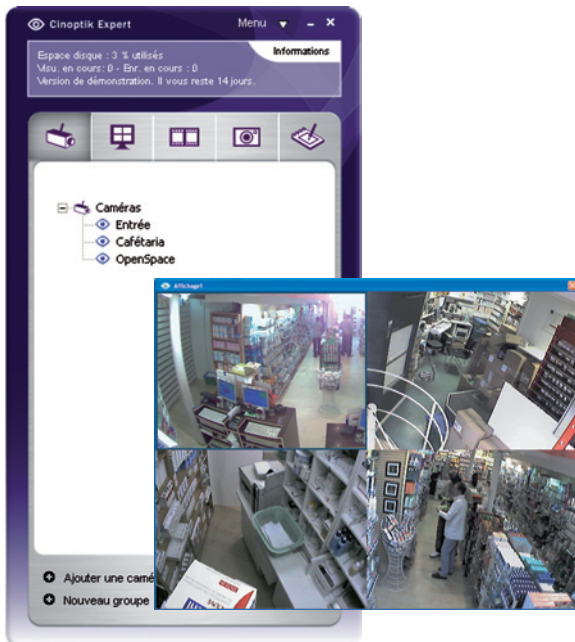 Cinoptik Expert
Menu
Informations
Espace disque : 3 % utilisés
Visu. en cours: 0 - Enr. en cours : 0
Version de démonstration. Il vous reste 14 jours.
Caméras
Entrée
Cafétaria
OpenSpace
Affichage1
Ajouter une camé
Nouveau groupe